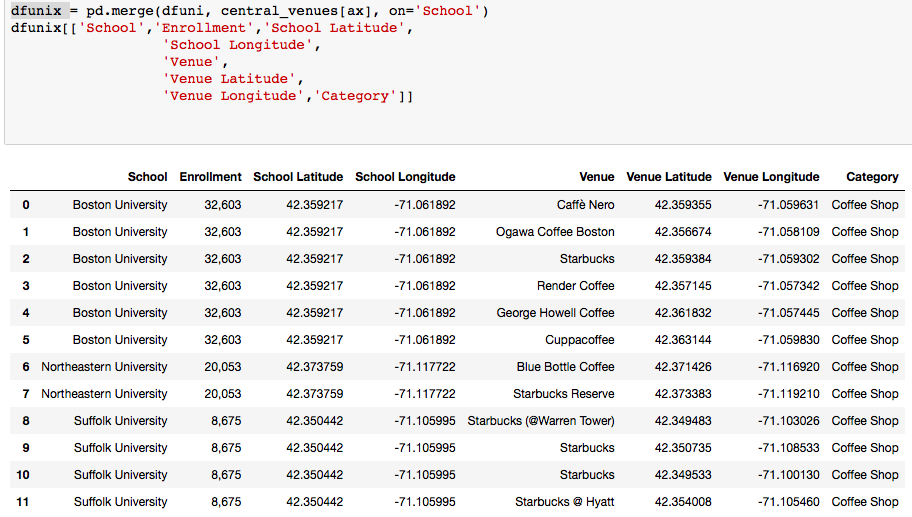 dfunix = pd.merge(dfuni, central_venues[ax], on='School')
dfunix[['School','Enrollment','School Latitude',
'School Longitude',
'Venue',
'Venue Latitude',
'Venue Longitude','Category']]
School Enrollment School Latitude School Longitude Venue Venue Latitude Venue Longitude Category
0 Boston University 32,603 42.359217 -71.061892 Caffè Nero 42.359355 -71.059631 Coffee Shop
1 Boston University 32,603 42.359217 -71.061892 Ogawa Coffee Boston 42.356674 -71.058109 Coffee Shop
2 Boston University 32,603 42.359217 -71.061892 Starbucks 42.359384 -71.059302 Coffee Shop
3 Boston University 32,603 42.359217 -71.061892 Render Coffee 42.357145 -71.057342 Coffee Shop
4 Boston University 32,603 42.359217 -71.061892 George Howell Coffee 42.361832 -71.057445 Coffee Shop
5 Boston University 32,603 42.359217 -71.061892 Cuppacoffee 42.363144 -71.059830 Coffee Shop
6 Northeastern University 20,053 42.373759 -71.117722 Blue Bottle Coffee 42.371426 -71.116920 Coffee Shop
7 Northeastern University 20,053 42.373759 -71.117722 Starbucks Reserve 42.373383 -71.119210 Coffee Shop
8 Suffolk University 8,675 42.350442 -71.105995 Starbucks (@Warren Tower) 42.349483 -71.103026 Coffee Shop
9 Suffolk University 8,675 42.350442 -71.105995 Starbucks 42.350735 -71.108533 Coffee Shop
10 Suffolk University 8,675 42.350442 -71.105995 Starbucks 42.349533 -71.100130 Coffee Shop
11 Suffolk University 8,675 42.350442 -71.105995 Starbucks @ Hyatt 42.354008 -71.105460 Coffee Shop